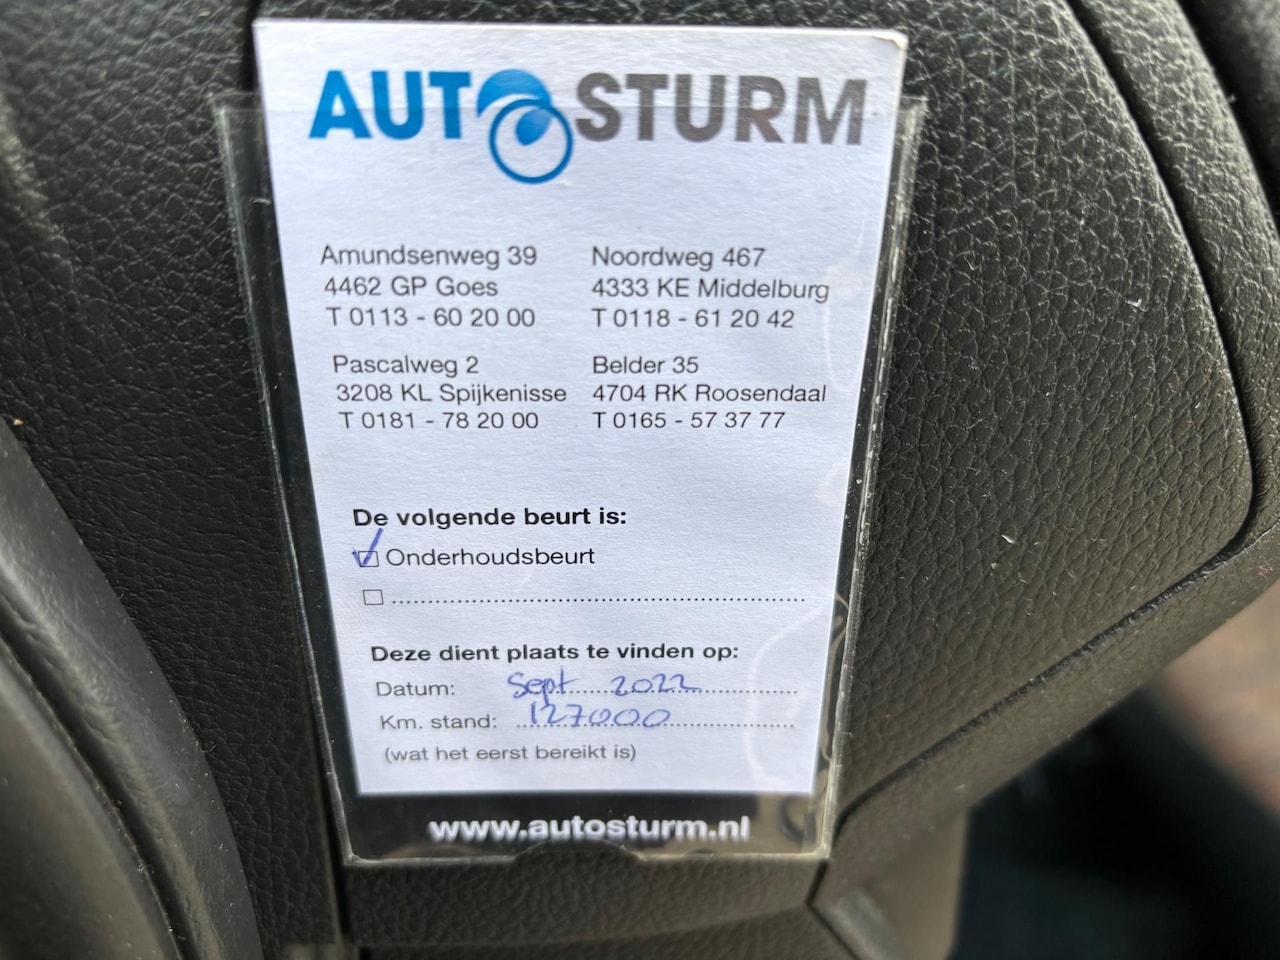 AUTOSTURM
Amundsenweg 39
4462 GP Goes
T 0113 - 60 20 00
Noordweg 467
4333 KE Middelburg
T 0118 - 61 20 42
Pascalweg 2
3208 KL Spijkenisse
T 0181 - 78 20 00
Belder 35
4704 RK Roosendaal
T 0165 - 57 37 77
De volgende beurt is:
Onderhoudsbeurt
Deze dient plaats te vinden op:
Datum: Sept 2022
Km. stand: 127000
(wat het eerst bereikt is)
www.autosturm.nl